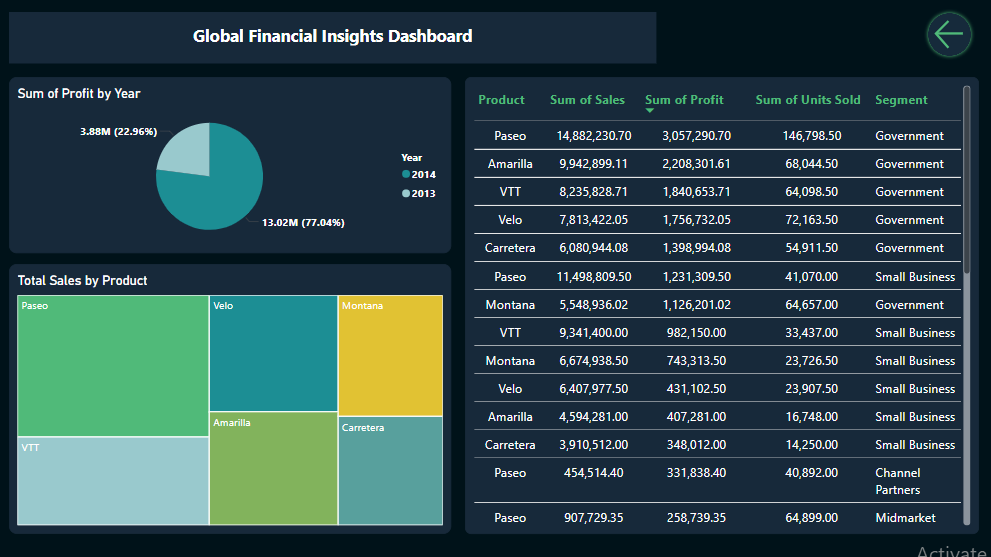 Global Financial Insights Dashboard
Sum of Profit by Year
3.88M (22.96%)
13.02M (77.04%)
Year
2014
2013
Total Sales by Product
Paseo
Velo
Montana
VTT
Amarilla
Carretera
Product Sum of Sales Sum of Profit Sum of Units Sold Segment
Paseo 14,882,230.70 3,057,290.70 146,798.50 Government
Amarilla 9,942,899.11 2,208,301.61 68,044.50 Government
VTT 8,235,828.71 1,840,653.71 64,098.50 Government
Velo 7,813,422.05 1,756,732.05 72,163.50 Government
Carretera 6,080,944.08 1,398,994.08 54,911.50 Government
Paseo 11,498,809.50 1,231,309.50 41,070.00 Small Business
Montana 5,548,936.02 1,126,201.02 64,657.00 Government
VTT 9,341,400.00 982,150.00 33,437.00 Small Business
Montana 6,674,938.50 743,313.50 23,726.50 Small Business
Velo 6,407,977.50 431,102.50 23,907.50 Small Business
Amarilla 4,594,281.00 407,281.00 16,748.00 Small Business
Carretera 3,910,512.00 348,012.00 14,250.00 Small Business
Paseo 454,514.40 331,838.40 40,892.00 Channel
Partners
Paseo 907,729.35 258,739.35 64,899.00 Midmarket
Activate